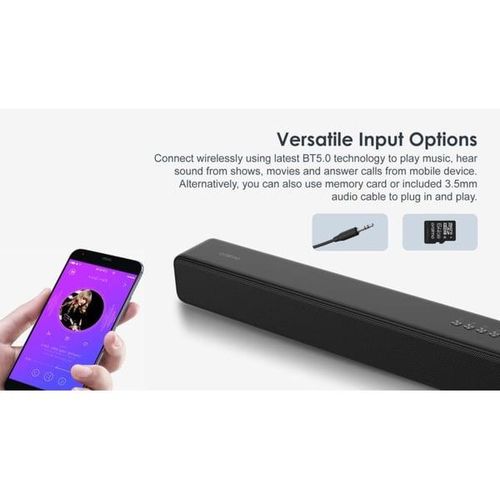 Versatile Input Options
Connect wirelessly using latest BT5.0 technology to play music, hear
sound from shows, movies and answer calls from mobile device.
Alternatively, you can also use memory card or included 3.5mm
audio cable to plug in and play.